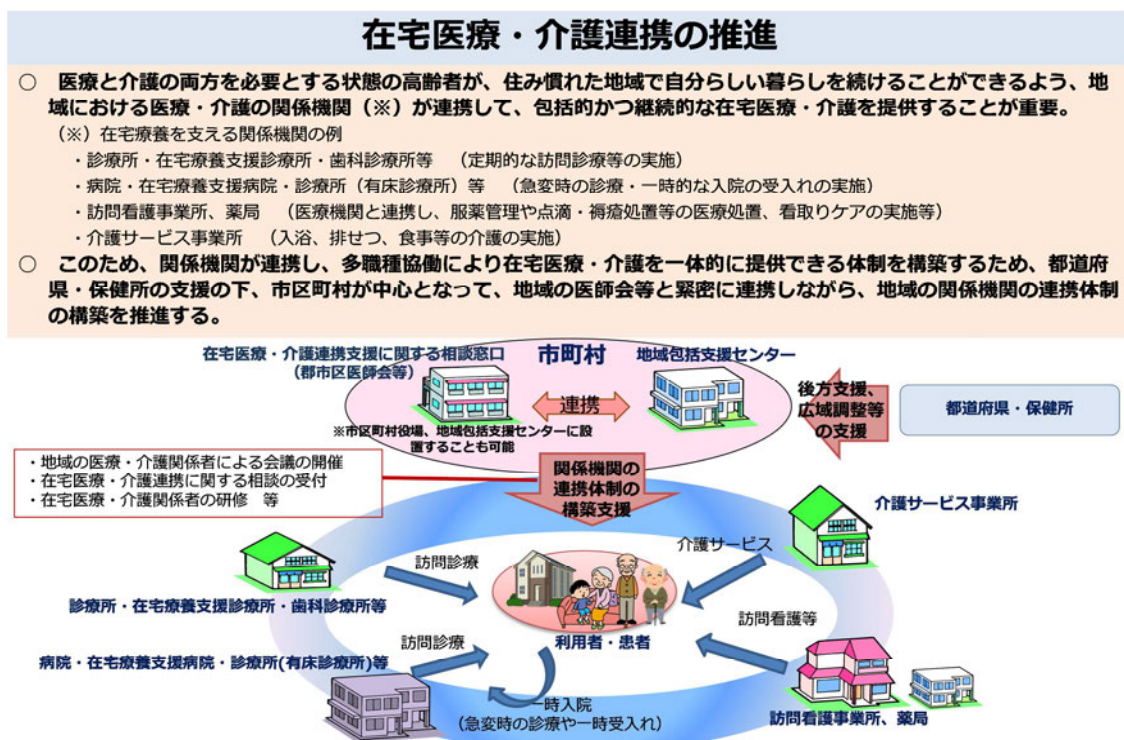 在宅医療・介護連携の推進
○　医療と介護の両方を必要とする状態の高齢者が、住み慣れた地域で自分らしい暮らしを続けることができるよう、地
域における医療・介護の関係機関（※）が連携して、包括的かつ継続的な在宅医療・介護を提供することが重要。
（※）在宅療養を支える関係機関の例
・診療所・在宅療養支援診療所・歯科診療所等　（定期的な訪問診療等の実施）
・病院・在宅療養支援病院・診療所（有床診療所）等　（急変時の診療・一時的な入院の受入れの実施）
・訪問看護事業所、薬局　（医療機関と連携し、服薬管理や点滴・褥瘡処置等の医療処置、看取りケアの実施等）
・介護サービス事業所　（入浴、排せつ、食事等の介護の実施）
○　このため、関係機関が連携し、多職種協働により在宅医療・介護を一体的に提供できる体制を構築するため、都道府
県・保健所の支援の下、市区町村が中心となって、地域の医師会等と緊密に連携しながら、地域の関係機関の連携体制
の構築を推進する。
市町村
在宅医療・介護連携支援に関する相談窓口
（郡市区医師会等）
地域包括支援センター
連携
※市区町村役場、地域包括支援センターに設
置することも可能
後方支援、
広域調整等
の支援
都道府県・保健所
・地域の医療・介護関係者による会議の開催
・在宅医療・介護連携に関する相談の受付
・在宅医療・介護関係者の研修　等
関係機関の
連携体制の
構築支援
介護サービス事業所
介護サービス
訪問診療
診療所・在宅療養支援診療所・歯科診療所等
訪問看護等
利用者・患者
訪問診療
病院・在宅療養支援病院・診療所(有床診療所)等
一時入院
（急変時の診療や一時受入れ）
訪問看護事業所、薬局